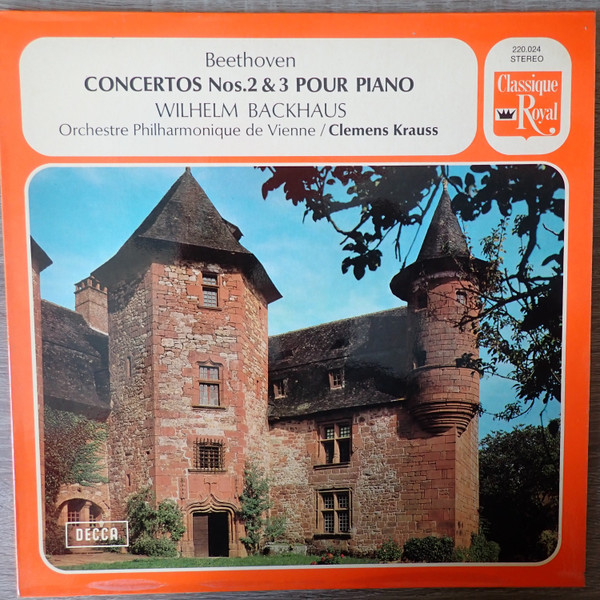 Beethoven
CONCERTOS Nos.2 & 3 POUR PIANO
WILHELM BACKHAUS
Orchestre Philharmonique de Vienne / Clemens Krauss
220.024
STEREO
Classique
Royal
DECCA